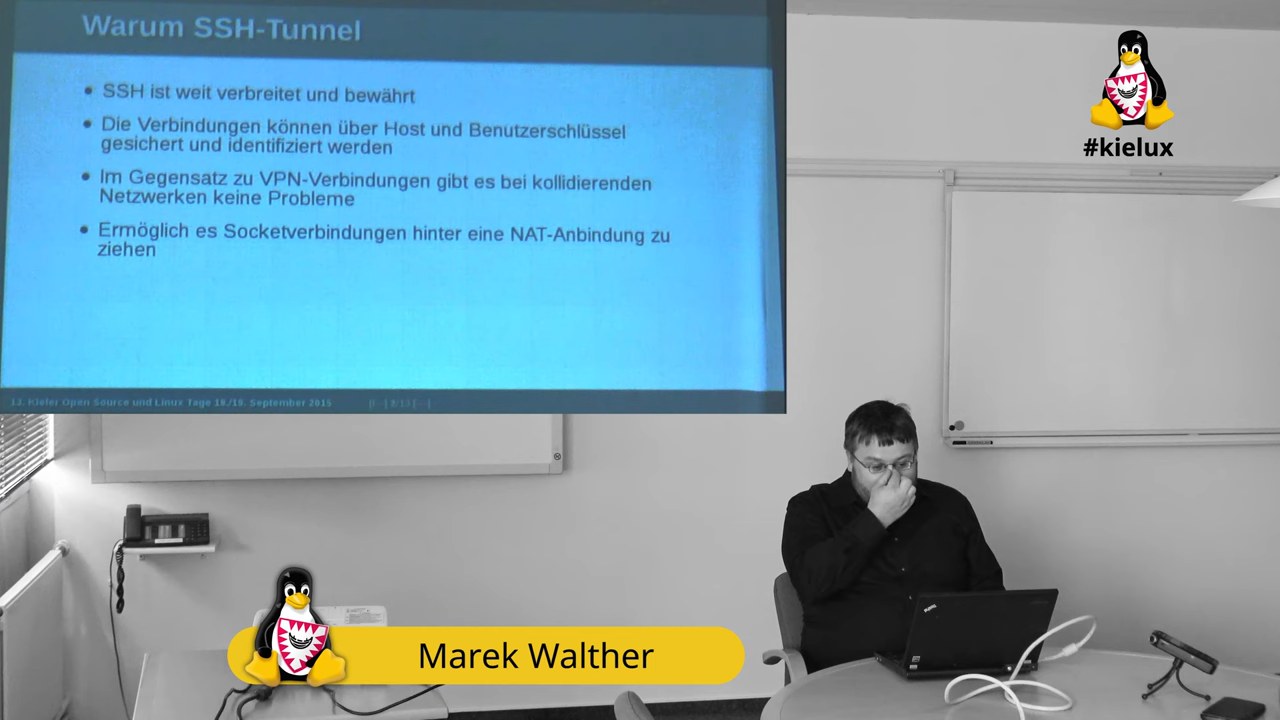 Warum SSH-Tunnel
SSH ist weit verbreitet und bewährt
Die Verbindungen können über Host und Benutzerschlüssel
gesichert und identifiziert werden
Im Gegensatz zu VPN-Verbindungen gibt es bei kollidierenden
Netzwerken keine Probleme
Ermöglich es Socketverbindungen hinter eine NAT-Anbindung zu
ziehen
Kieler Open Source und Linux Tage 18./19. September 2015
#kielux
Marek Walther